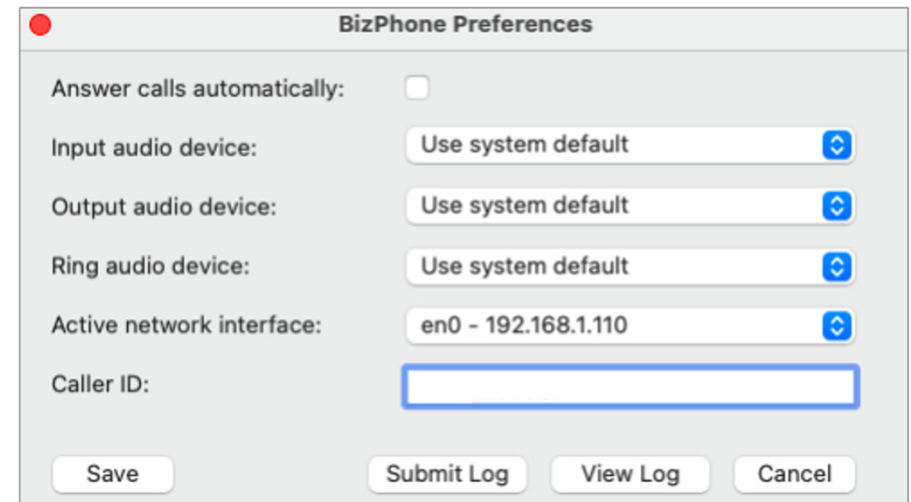 BizPhone Preferences
Answer calls automatically:
Input audio device: Use system default
Output audio device: Use system default
Ring audio device: Use system default
Active network interface: en0 - 192.168.1.110
Caller ID:
Save Submit Log View Log Cancel